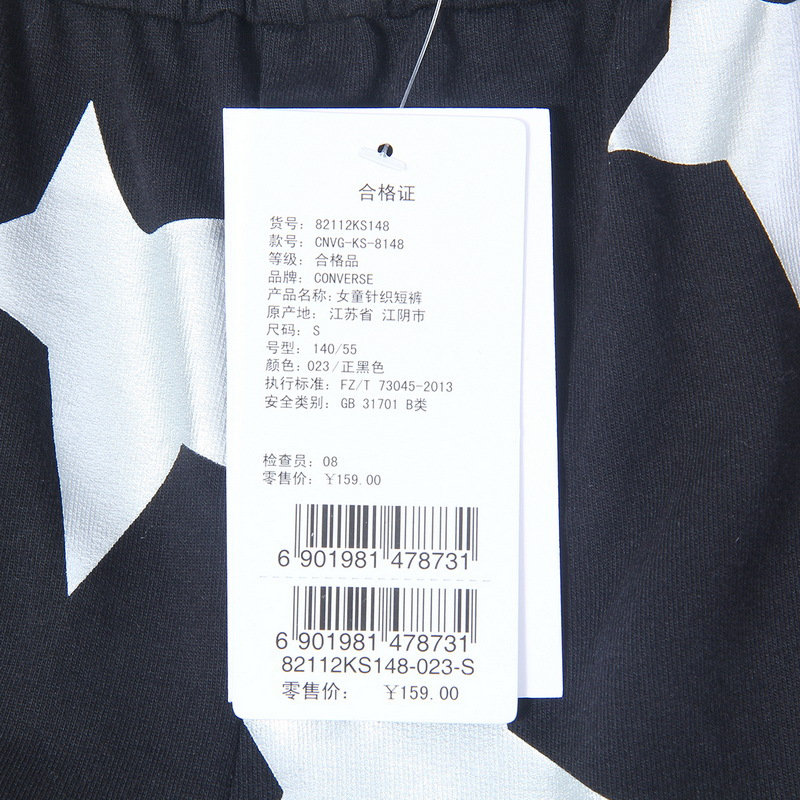 合格证
货号: 82112KS148
款号: CNVG-KS-8148
等级: 合格品
品牌: CONVERSE
产品名称: 女童针织短裤
原产地: 江苏省 江阴市
尺码: S
号型: 140/55
颜色: 023/正黑色
执行标准: FZ/T 73045-2013
安全类别: GB 31701 B类
检查员: 08
零售价: ¥159.00
6 901981 478731
6 901981 478731
82112KS148-023-S
零售价: ¥159.00